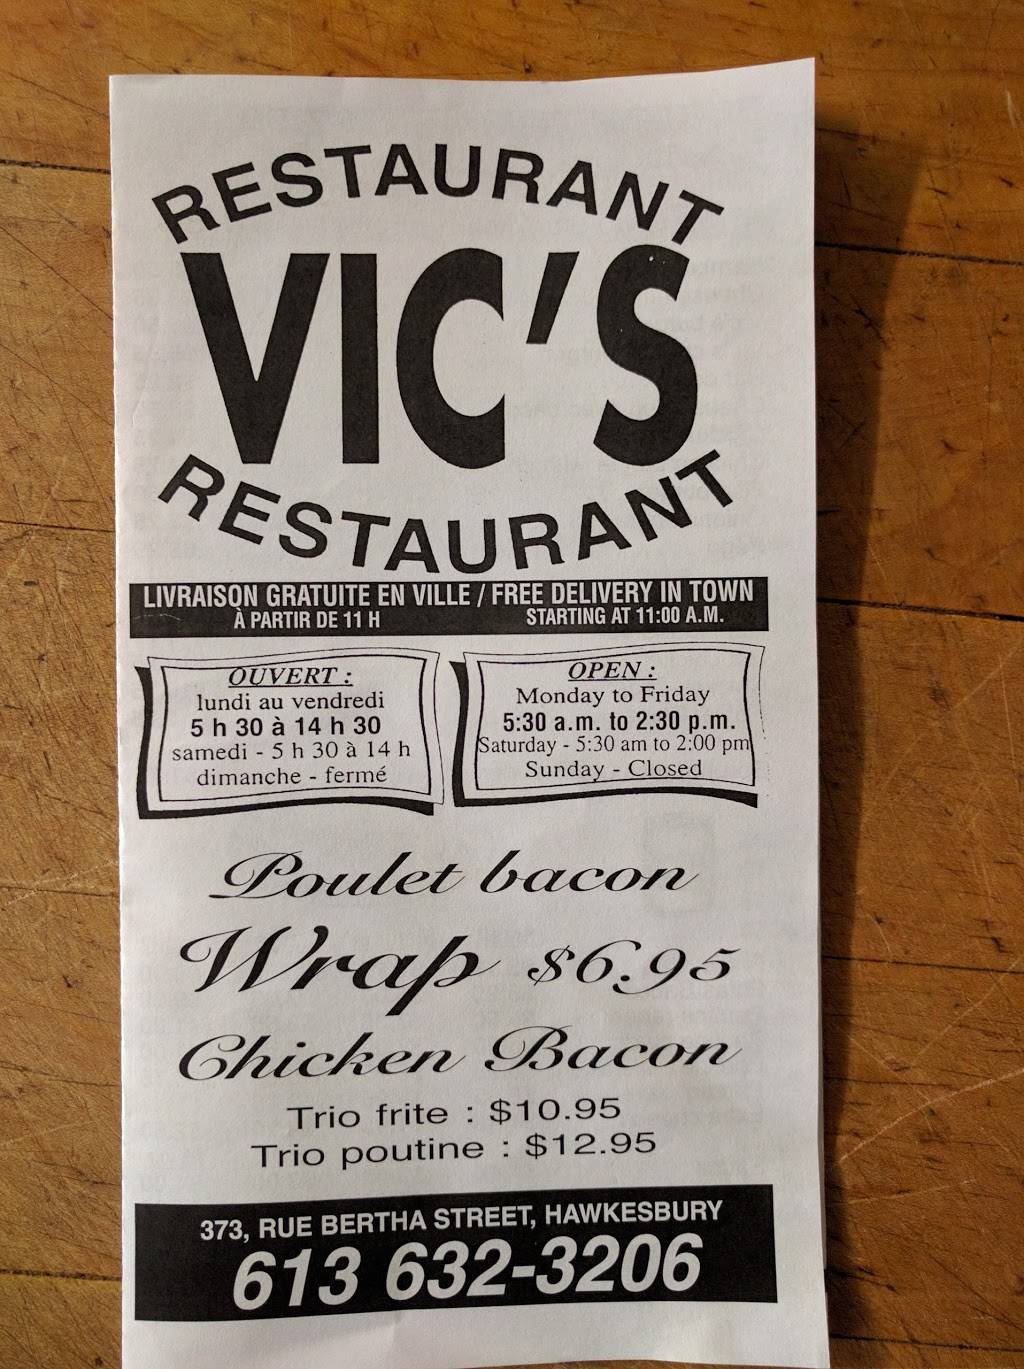 RESTAURANT
VIC'S
RESTAURANT
LIVRAISON GRATUITE EN VILLE / FREE DELIVERY IN TOWN
À PARTIR DE 11 H STARTING AT 11:00 A.M.
OUVERT :
lundi au vendredi
5 h 30 à 14 h 30
samedi - 5 h 30 à 14 h
dimanche - fermé
OPEN :
Monday to Friday
5:30 a.m. to 2:30 p.m.
Saturday - 5:30 am to 2:00 pm
Sunday - Closed
Poulet bacon
Wrap $6.95
Chicken Bacon
Trio frite : $10.95
Trio poutine : $12.95
373, RUE BERTHA STREET, HAWKESBURY
613 632-3206